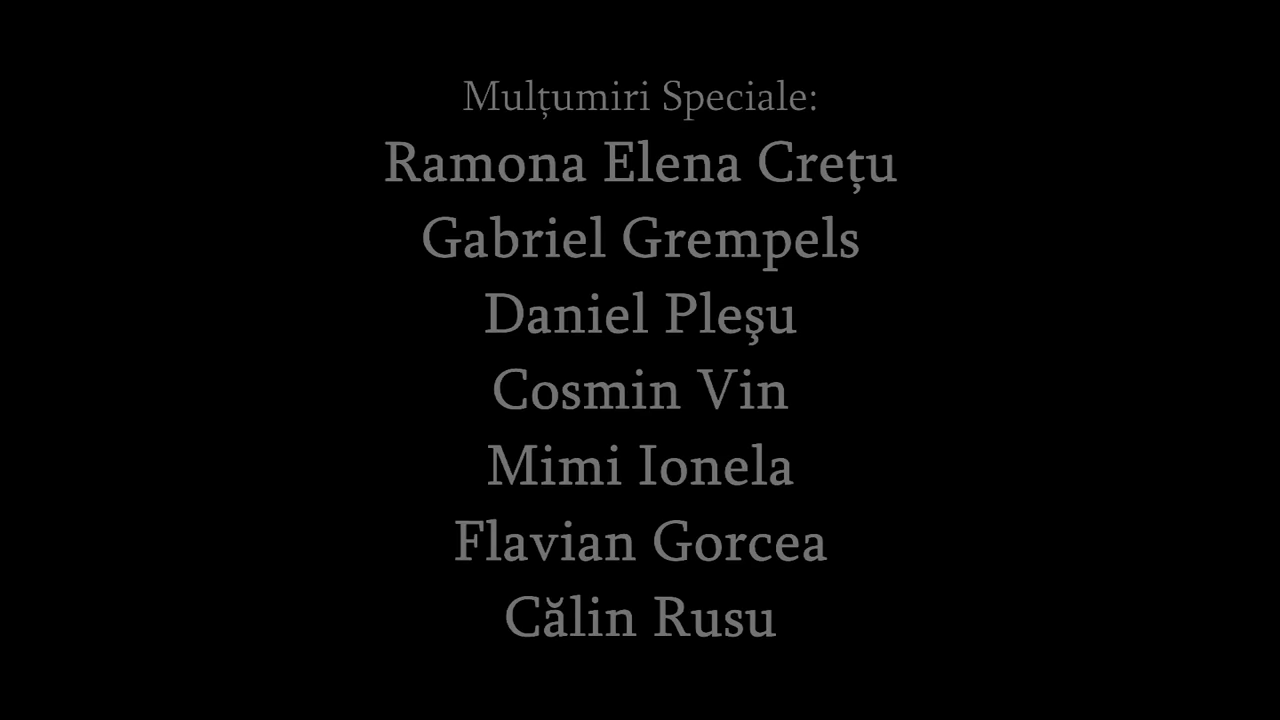 Mulțumiri Speciale:
Ramona Elena Crețu
Gabriel Grempels
Daniel Pleşu
Cosmin Vin
Mimi Ionela
Flavian Gorcea
Călin Rusu